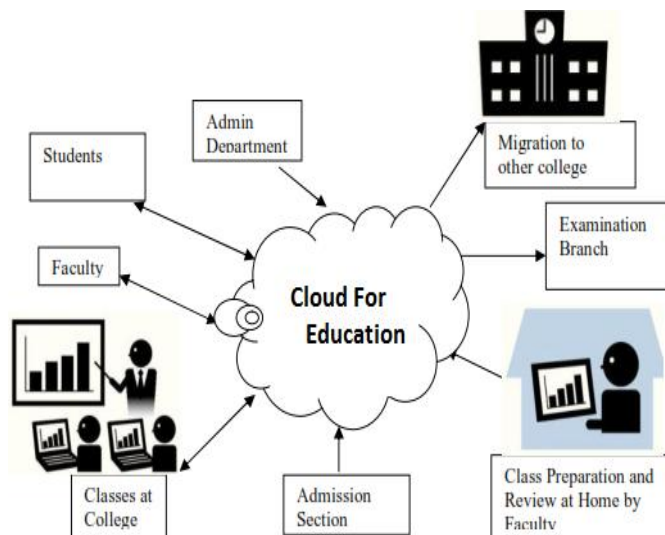 Admin
Department
Migration to
other college
Students
Examination
Branch
Faculty
Cloud For
Education
Classes at
College
Admission
Section
Class Preparation and
Review at Home by
Faculty